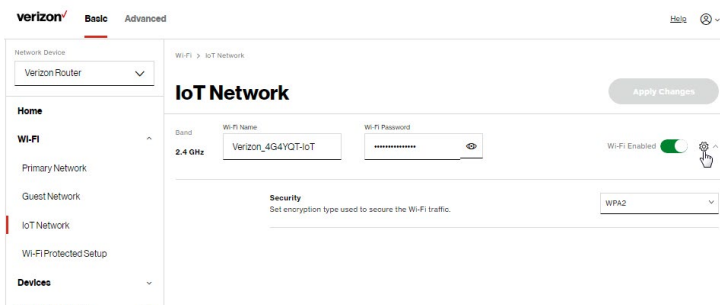 verizon✓ Basic Advanced Help
Network Device
Verizon Router
Home
Wi-Fi
Primary Network
Guest Network
IoT Network
Wi-Fi Protected Setup
Devices
Wi-Fi > IoT Network
IoT Network
Apply Changes
Band
2.4 GHz
Wi-Fi Name
Verizon_4G4YQT-IoT
Wi-Fi Password
•••••••••••••••
Wi-Fi Enabled
Security
Set encryption type used to secure the Wi-Fi traffic.
WPA2